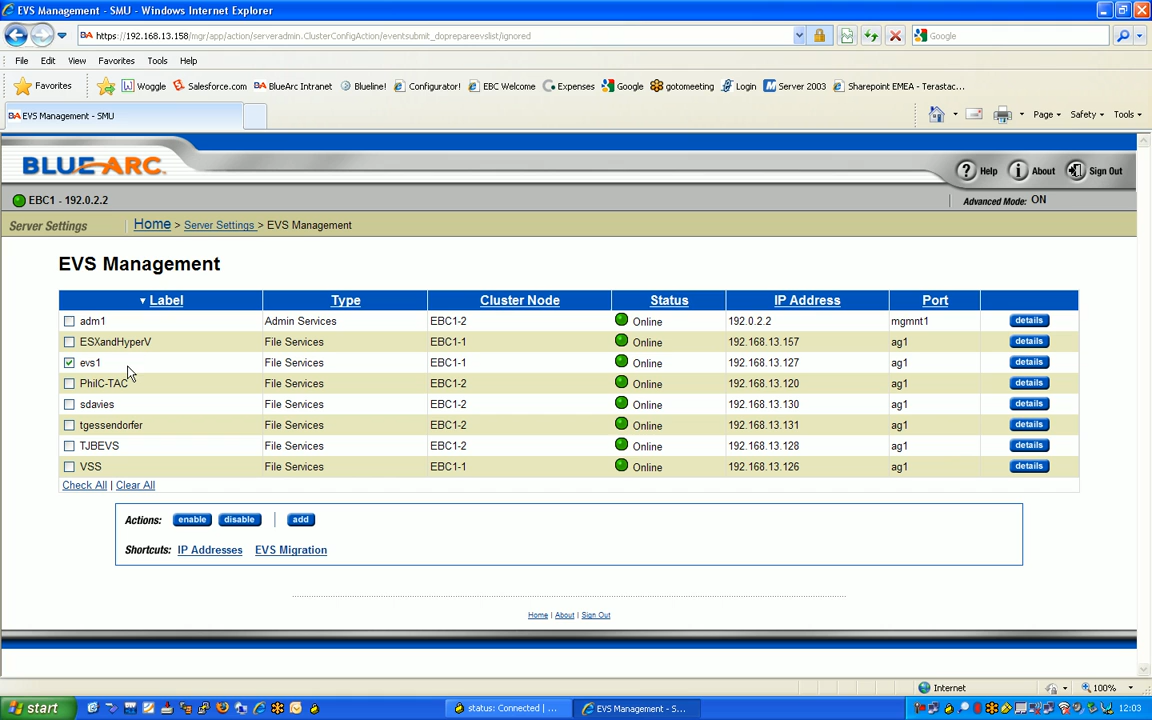 EVS Management - SMU - Windows Internet Explorer
https://192.168.13.158/mgr/app/action/serveradmin.ClusterConfigAction/eventsubmit_doprepareevslist/ignored
Google
File Edit View Favorites Tools Help
Favorites Woggle Salesforce.com BlueArc Intranet Blueline! Configurator! EBC Welcome Expenses Google gotomeeting Login Server 2003 Sharepoint EMEA - Terastac...
EVS Management - SMU Page Safety Tools
BLUEARC Help About Sign Out
EBC1 - 192.0.2.2 Advanced Mode: ON
Server Settings Home > Server Settings > EVS Management
EVS Management
Label Type Cluster Node Status IP Address Port
adm1 Admin Services EBC1-2 Online 192.0.2.2 mgmnt1 details
ESXandHyperV File Services EBC1-1 Online 192.168.13.157 ag1 details
evs1 File Services EBC1-1 Online 192.168.13.127 ag1 details
PhilC-TAC File Services EBC1-2 Online 192.168.13.120 ag1 details
sdavies File Services EBC1-2 Online 192.168.13.130 ag1 details
tgessendorfer File Services EBC1-2 Online 192.168.13.131 ag1 details
TJBEVS File Services EBC1-2 Online 192.168.13.128 ag1 details
VSS File Services EBC1-1 Online 192.168.13.126 ag1 details
Check All | Clear All
Actions: enable disable | add
Shortcuts: IP Addresses EVS Migration
Home | About | Sign Out
Internet 100%
start status: Connected | ... EVS Management - S... 12:03